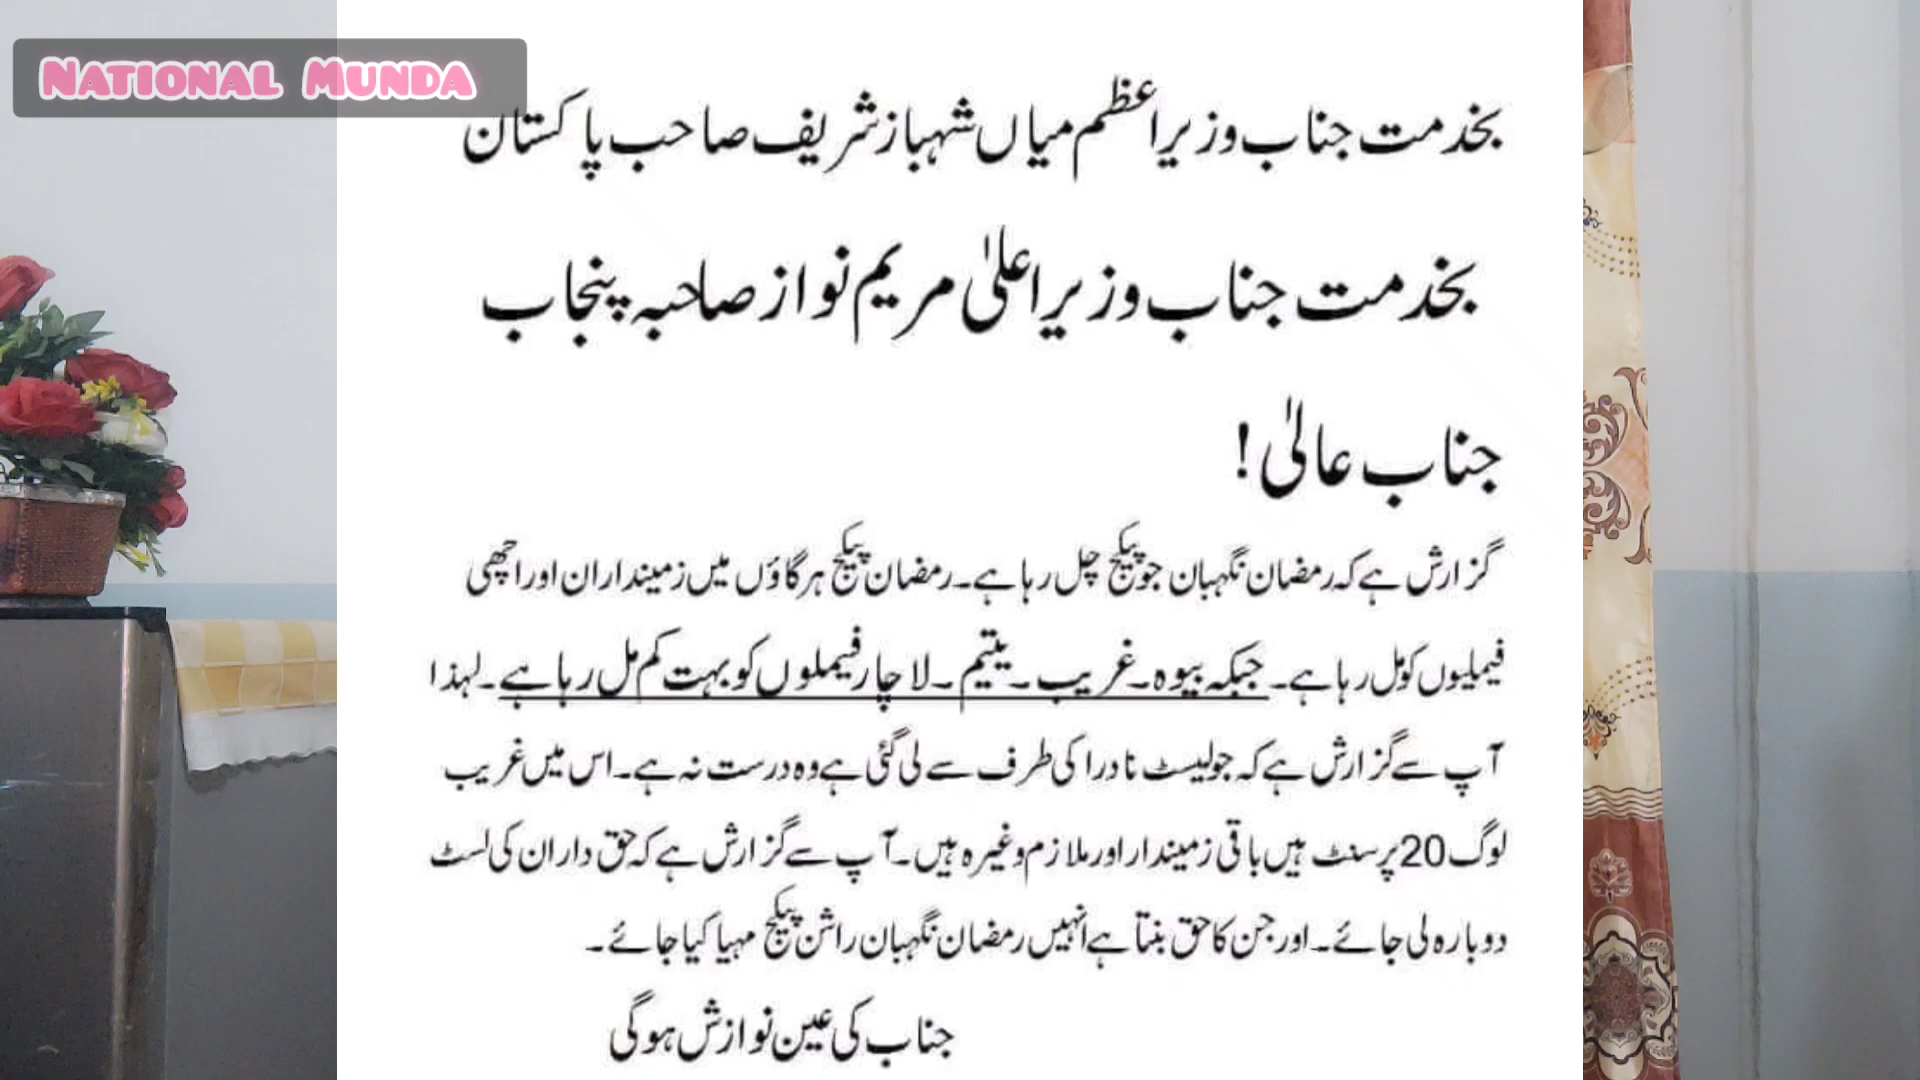 NATIONAL MUNDA
بخدمت جناب وزیراعظم میاں شہباز شریف صاحب پاکستان
بخدمت جناب وزیراعلیٰ مریم نواز صاحبہ پنجاب
جناب عالیٰ!
گزارش ہے کہ رمضان نگہبان جو پیکج چل رہا ہے۔ رمضان پیکج ہر گاؤں میں زمینداران اور اچھی
فیملیوں کو مل رہا ہے۔ جبکہ بیوہ۔ غریب۔ یتیم۔ لاچار فیملوں کو بہت کم مل رہا ہے۔ لہذا
آپ سے گزارش ہے کہ جو لیسٹ نادرا کی طرف سے لی گئی ہے وہ درست نہ ہے۔ اس میں غریب
لوگ 20 پرسنٹ ہیں باقی زمیندار اور ملازم وغیرہ ہیں۔ آپ سے گزارش ہے کہ حق داران کی لسٹ
دوبارہ لی جائے۔ اور جن کا حق بنتا ہے انہیں رمضان نگہبان راشن پیکج مہیا کیا جائے۔
جناب کی عین نوازش ہوگی